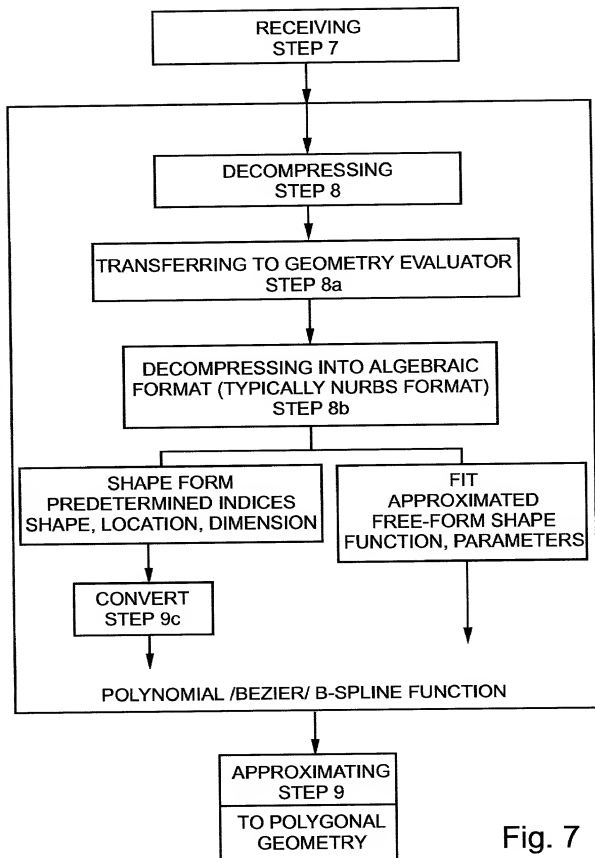 RECEIVING
STEP 7
DECOMPRESSING
STEP 8
TRANSFERRING TO GEOMETRY EVALUATOR
STEP 8a
DECOMPRESSING INTO ALGEBRAIC
FORMAT (TYPICALLY NURBS FORMAT)
STEP 8b
SHAPE FORM
PREDETERMINED INDICES
SHAPE, LOCATION, DIMENSION
FIT
APPROXIMATED
FREE-FORM SHAPE
FUNCTION, PARAMETERS
CONVERT
STEP 9c
POLYNOMIAL /BEZIER/ B-SPLINE FUNCTION
APPROXIMATING
STEP 9
TO POLYGONAL
GEOMETRY
Fig. 7